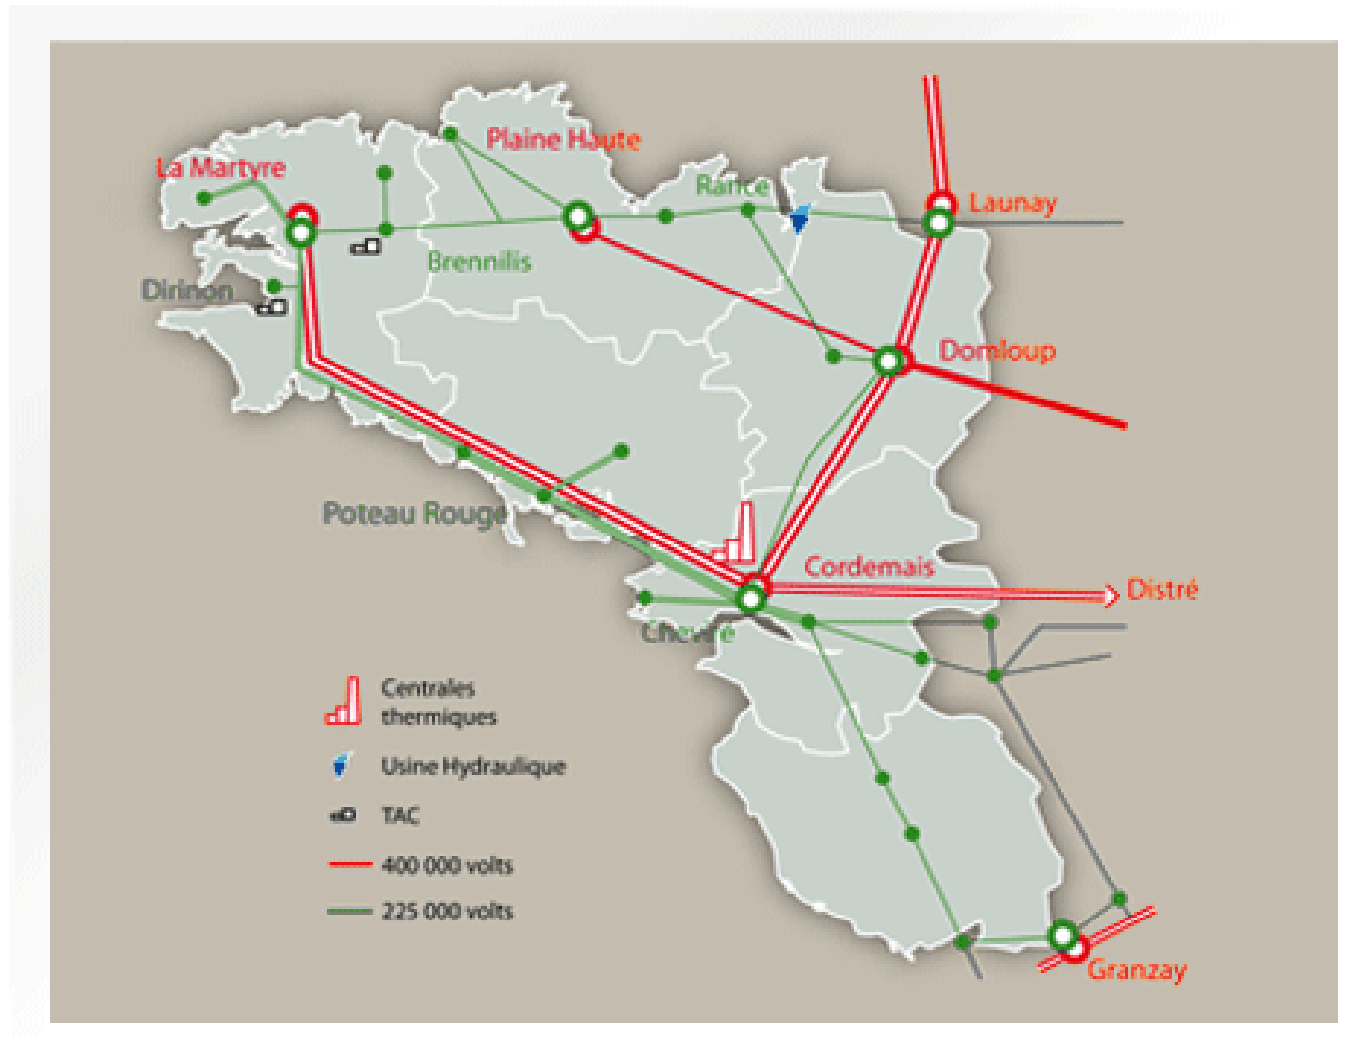 Plaine Haute
La Martyre
Rance
Launay
Brennilis
Dirinon
Domloup
Poteau Rouge
Cordemais
Distré
Cheviré
Centrales
thermiques
Usine Hydraulique
TAC
400 000 volts
225 000 volts
Granzay